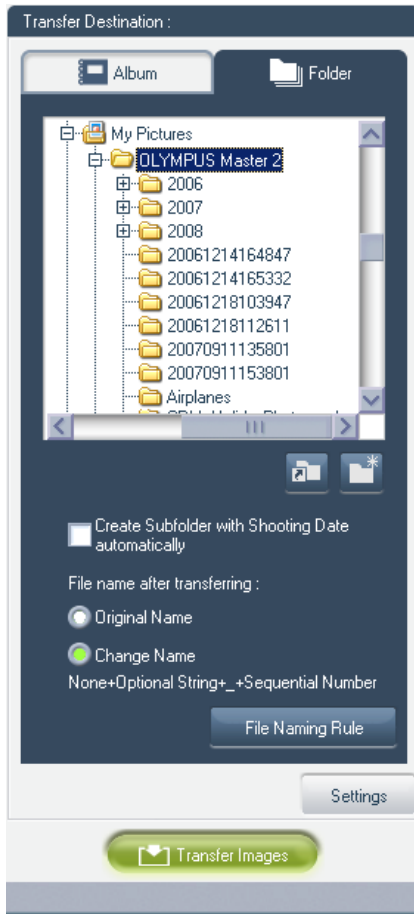 Transfer Destination :
Album
Folder
My Pictures
OLYMPUS Master 2
2006
2007
2008
20061214164847
20061214165332
20061218103947
20061218112611
20070911135801
20070911153801
Airplanes
Create Subfolder with Shooting Date
automatically
File name after transferring :
Original Name
Change Name
None+Optional String+_+Sequential Number
File Naming Rule
Settings
Transfer Images